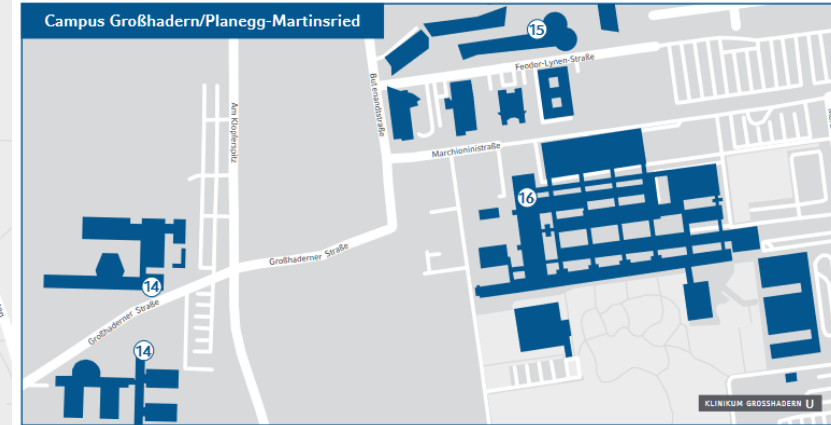 Campus Großhadern/Planegg-Martinsried
15
Feodor-Lynen-Straße
Butenandtstraße
Am Klopferspitz
Marchioninistraße
16
Großhaderner Straße
14
Großhaderner Straße
14
KLINIKUM GROSSHADERN U